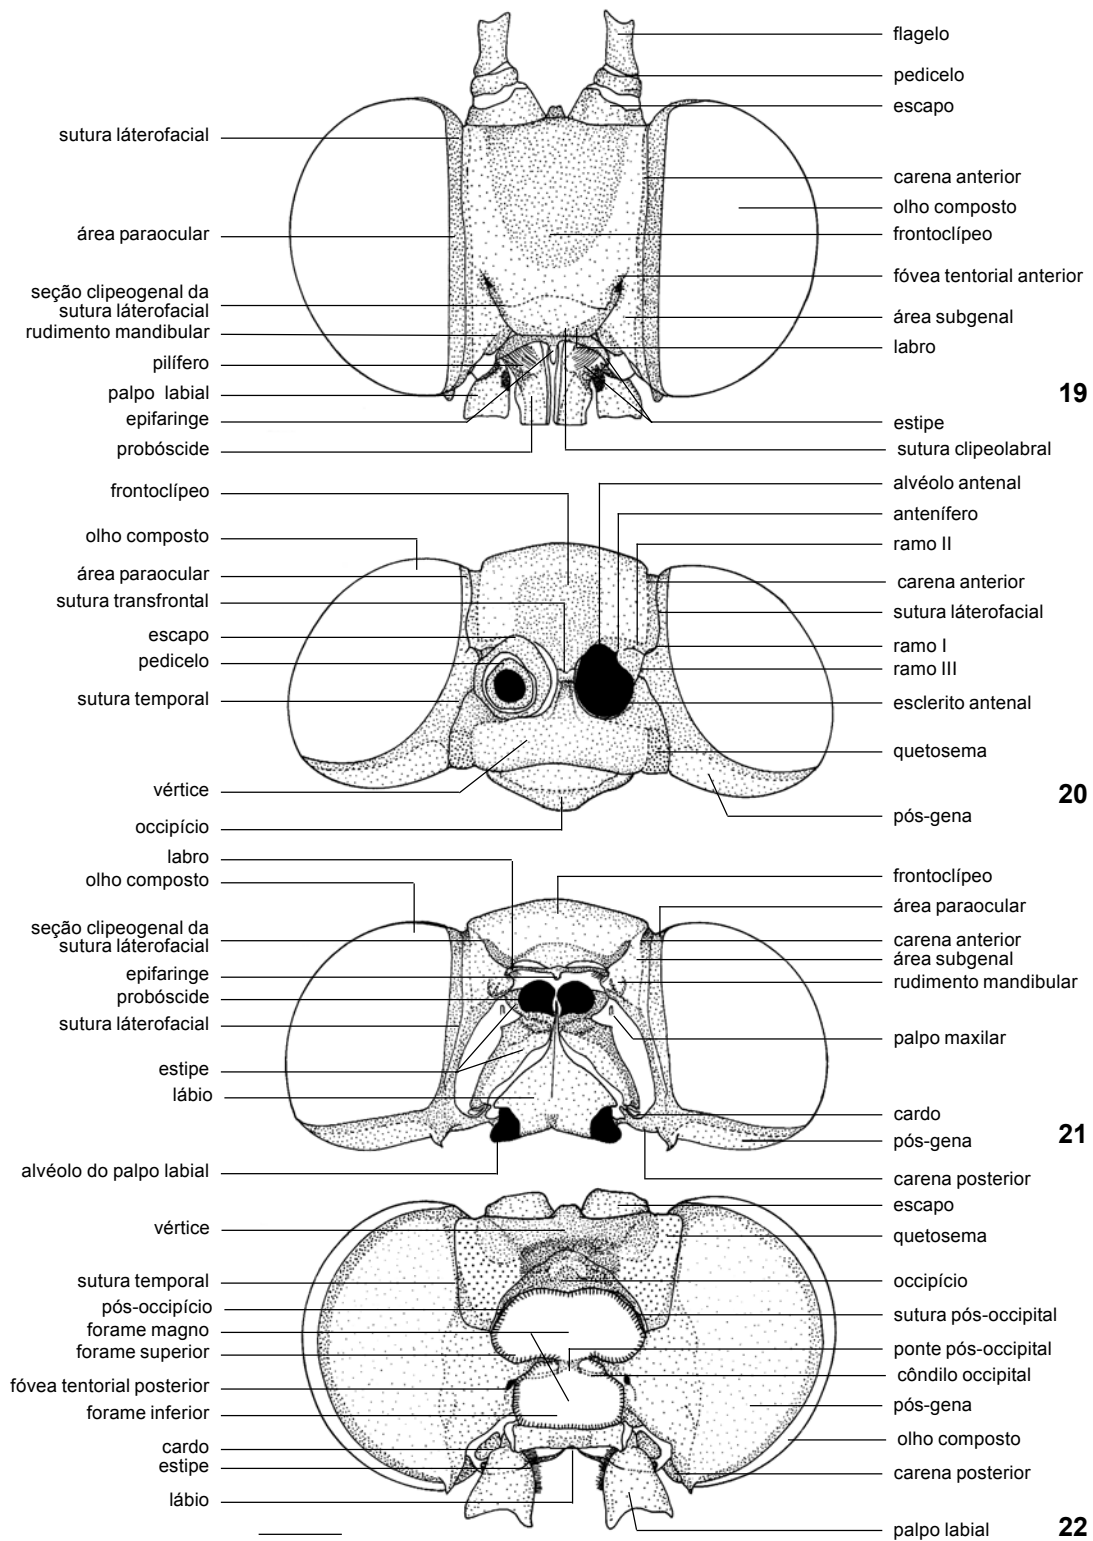 flagelo
pedicelo
escapo
sutura láterofacial
carena anterior
olho composto
área paraocular
frontoclípeo
fóvea tentorial anterior
seção clipeogenal da
sutura láterofacial
área subgenal
rudimento mandibular
labro
pilífero
palpo labial
19
epifaringe
estipe
probóscide
sutura clipeolabral
frontoclípeo
alvéolo antenal
antenífero
olho composto
ramo II
área paraocular
carena anterior
sutura transfrontal
sutura láterofacial
escapo
ramo I
pedicelo
ramo III
sutura temporal
esclerito antenal
quetosema
vértice
20
pós-gena
occipício
labro
olho composto
frontoclípeo
área paraocular
seção clipeogenal da
sutura láterofacial
carena anterior
área subgenal
epifaringe
rudimento mandibular
probóscide
sutura láterofacial
palpo maxilar
estipe
lábio
cardo
pós-gena
21
alvéolo do palpo labial
carena posterior
escapo
vértice
quetosema
sutura temporal
occipício
pós-occipício
sutura pós-occipital
forame magno
forame superior
ponte pós-occipital
côndilo occipital
fóvea tentorial posterior
pós-gena
forame inferior
olho composto
cardo
estipe
carena posterior
lábio
palpo labial
22